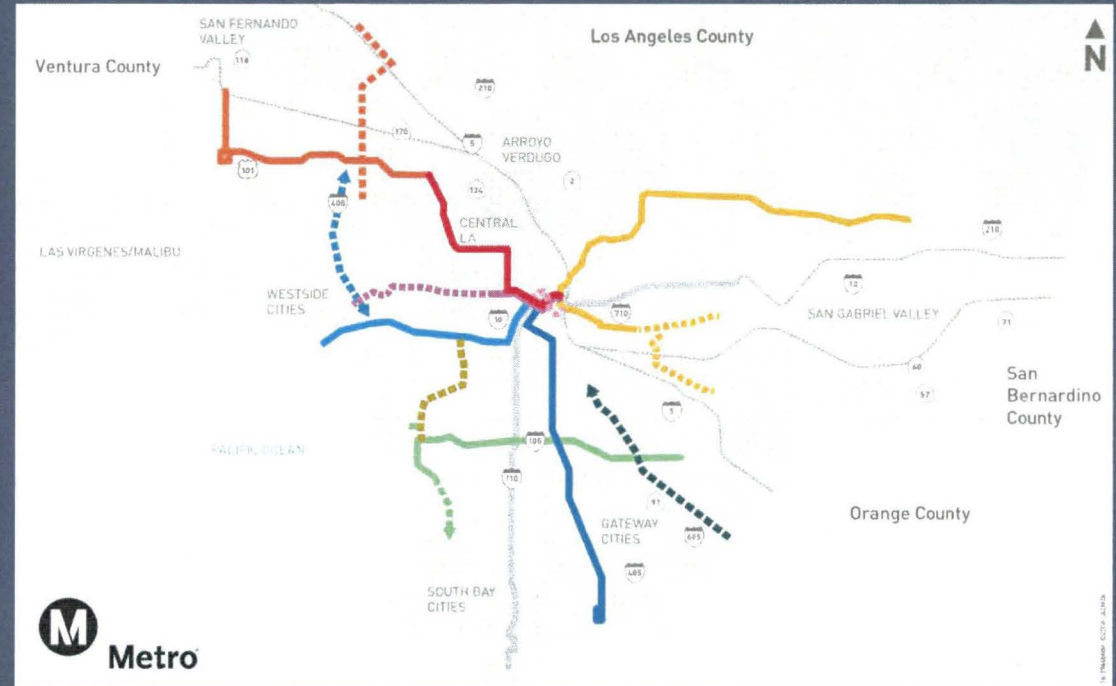 SAN FERNANDO
VALLEY
Los Angeles County
N
Ventura County
118
210
170
5
ARROYO
VERDUGO
101
134
2
405
CENTRAL
LA
LAS VIRGENES/MALIBU
210
WESTSIDE
CITIES
10
10
710
SAN GABRIEL VALLEY
71
60
57
San
Bernardino
County
5
PACIFIC OCEAN
105
110
91
Orange County
GATEWAY
CITIES
605
405
SOUTH BAY
CITIES
M
Metro